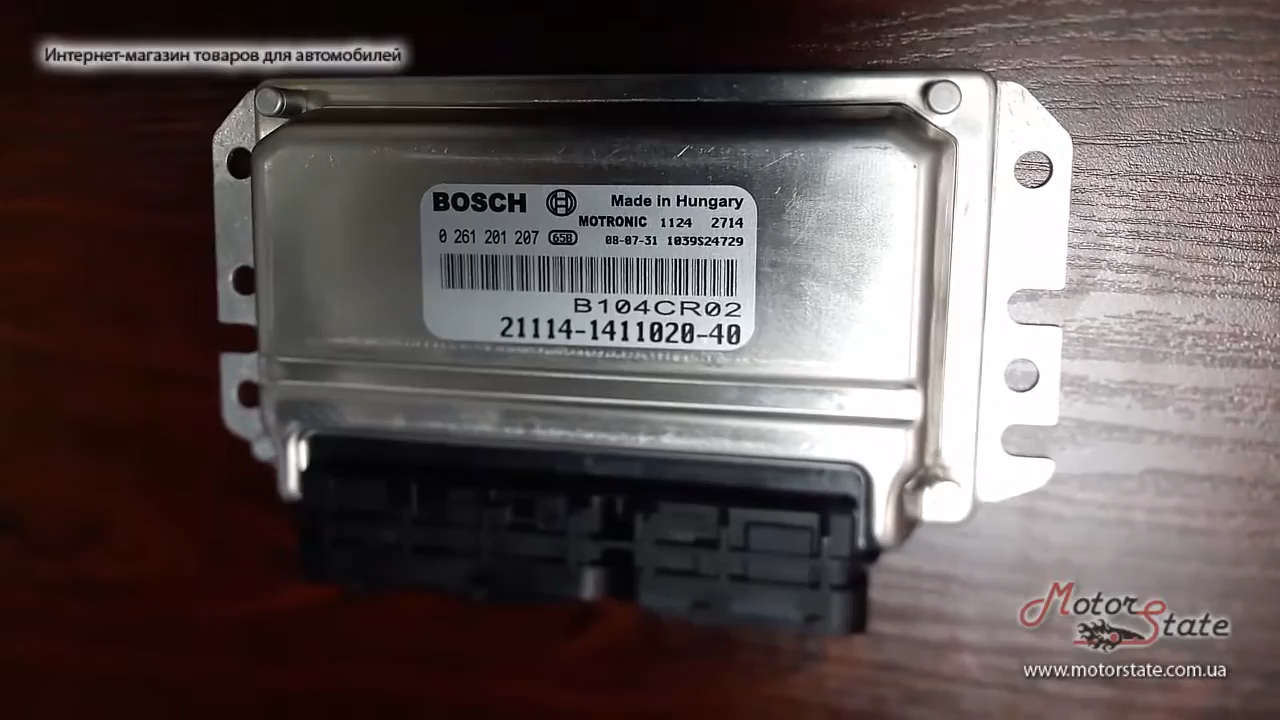 Интернет-магазин товаров для автомобилей
BOSCH Made in Hungary
MOTRONIC 1124 2714
0 261 201 207 65B 08-07-31 1039S24729
B104CR02
21114-1411020-40
Motor State
www.motorstate.com.ua